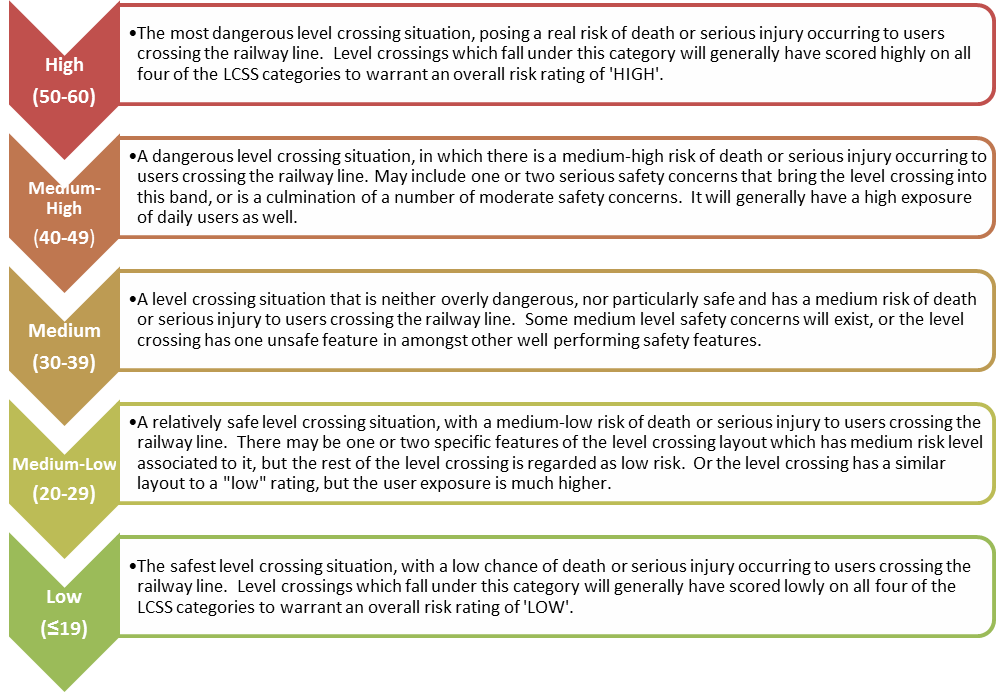 High
(50-60)
•The most dangerous level crossing situation, posing a real risk of death or serious injury occurring to users
crossing the railway line.  Level crossings which fall under this category will generally have scored highly on all
four of the LCSS categories to warrant an overall risk rating of 'HIGH'.
Medium-
High
(40-49)
•A dangerous level crossing situation, in which there is a medium-high risk of death or serious injury occurring to
users crossing the railway line. May include one or two serious safety concerns that bring the level crossing into
this band, or is a culmination of a number of moderate safety concerns.  It will generally have a high exposure
of daily users as well.
Medium
(30-39)
•A level crossing situation that is neither overly dangerous, nor particularly safe and has a medium risk of death
or serious injury to users crossing the railway line.  Some medium level safety concerns will exist, or the level
crossing has one unsafe feature in amongst other well performing safety features.
Medium-Low
(20-29)
•A relatively safe level crossing situation, with a medium-low risk of death or serious injury to users crossing the
railway line.  There may be one or two specific features of the level crossing layout which has medium risk level
associated to it, but the rest of the level crossing is regarded as low risk.  Or the level crossing has a similar
layout to a "low" rating, but the user exposure is much higher.
Low
(≤19)
•The safest level crossing situation, with a low chance of death or serious injury occurring to users crossing the
railway line.  Level crossings which fall under this category will generally have scored lowly on all four of the
LCSS categories to warrant an overall risk rating of 'LOW'.